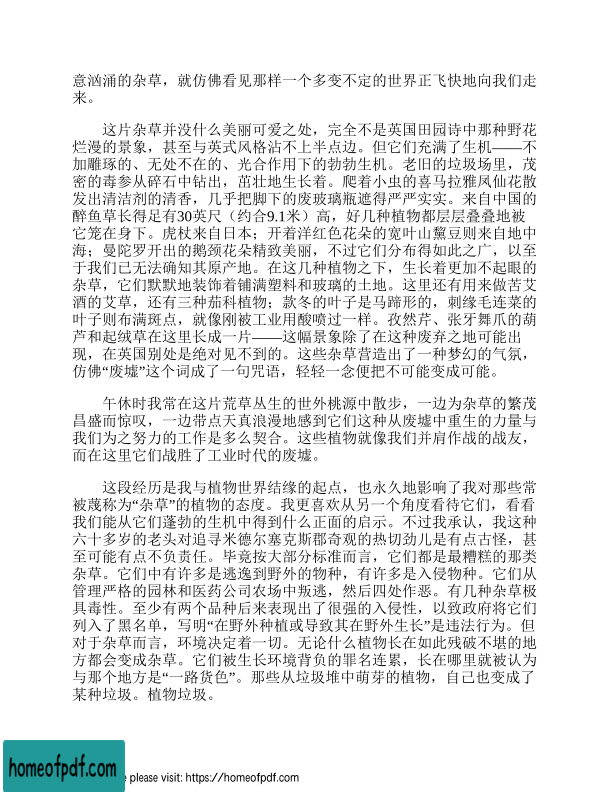 意汹涌的杂草，就仿佛看见那样一个多变不定的世界正飞快地向我们走
来。
这片杂草并没什么美丽可爱之处，完全不是英国田园诗中那种野花
烂漫的景象，甚至与英式风格沾不上半点边。但它们充满了生机——不
加雕琢的、无处不在的、光合作用下的勃勃生机。老旧的垃圾场里，茂
密的毒参从碎石中钻出，茁壮地生长着。爬着小虫的喜马拉雅凤仙花散
发出清洁剂的清香，几乎把脚下的废玻璃瓶遮得严严实实。来自中国的
醉鱼草长得足有30英尺（约合9.1米）高，好几种植物都层层叠叠地被
它笼在身下。虎杖来自日本；开着洋红色花朵的宽叶山黧豆则来自地中
海；曼陀罗开出的鹅颈花朵精致美丽，不过它们分布得如此之广，以至
于我们已无法确知其原产地。在这几种植物之下，生长着更加不起眼的
杂草，它们默默地装饰着铺满塑料和玻璃的土地。这里还有用来做苦艾
酒的艾草，还有三种茄科植物；款冬的叶子是马蹄形的，刺缘毛连菜的
叶子则布满斑点，就像刚被工业用酸喷过一样。孜然芹、张牙舞爪的葫
芦和起绒草在这里长成一片——这幅景象除了在这种废弃之地可能出
现，在英国别处是绝对见不到的。这些杂草营造出了一种梦幻的气氛，
仿佛“废墟”这个词成了一句咒语，轻轻一念便把不可能变成可能。
午休时我常在这片荒草丛生的世外桃源中散步，一边为杂草的繁茂
昌盛而惊叹，一边带点天真浪漫地感到它们这种从废墟中重生的力量与
我们为之努力的工作是多么契合。这些植物就像我们并肩作战的战友，
而在这里它们战胜了工业时代的废墟。
这段经历是我与植物世界结缘的起点，也永久地影响了我对那些常
被蔑称为“杂草”的植物的态度。我更喜欢从另一个角度看待它们，看看
我们能从它们蓬勃的生机中得到什么正面的启示。不过我承认，我这种
六十多岁的老头对追寻米德尔塞克斯郡奇观的热切劲儿是有点古怪，甚
至可能有点不负责任。毕竟按大部分标准而言，它们都是最糟糕的那类
杂草。它们中有许多是逃逸到野外的物种，有许多是入侵物种。它们从
管理严格的园林和医药公司农场中叛逃，然后四处作恶。有几种杂草极
具毒性。至少有两个品种后来表现出了很强的入侵性，以致政府将它们
列入了黑名单，写明“在野外种植或导致其在野外生长”是违法行为。但
对于杂草而言，环境决定着一切。无论什么植物长在如此残破不堪的地
方都会变成杂草。它们被生长环境背负的罪名连累，长在哪里就被认为
与那个地方是“一路货色”。那些从垃圾堆中萌芽的植物，自己也变成了
某种垃圾。植物垃圾。
homeofpdf.com
please visit: https://homeofpdf.com